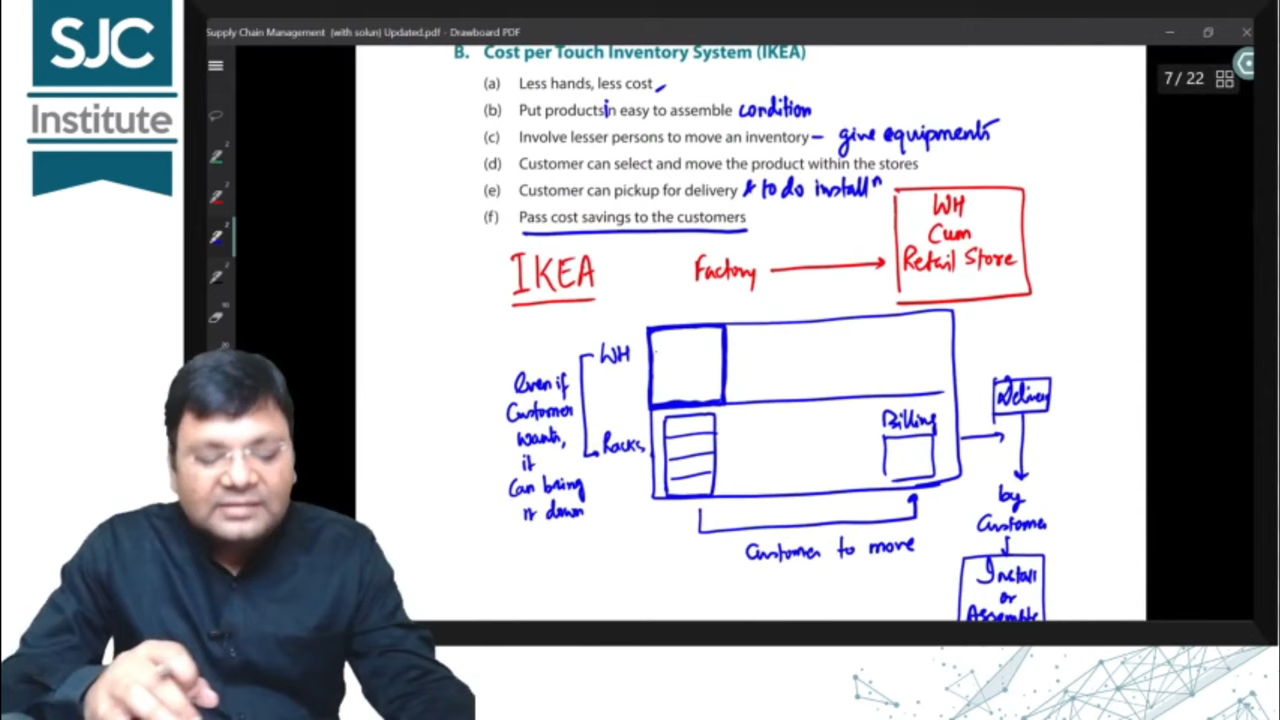 SJC
Institute
Supply Chain Management (with solun) Updated.pdf - Drawboard PDF
7 / 22
B. Cost per Touch Inventory System (IKEA)
(a) Less hands, less cost
(b) Put products in easy to assemble condition
(c) Involve lesser persons to move an inventory - give equipments
(d) Customer can select and move the product within the stores
(e) Customer can pickup for delivery & to do installn
(f) Pass cost savings to the customers
IKEA
Factory
WH
Cum
Retail Store
WH
Even if
Customer
wants,
it
can bring
it down
Racks
Billing
Customer to move
by
Customer
Install
or
Assemble